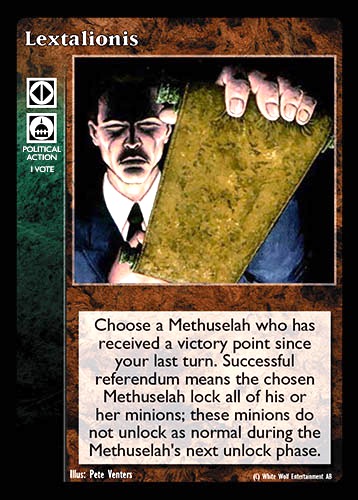 Lextalionis
POLITICAL
ACTION
1 VOTE
Choose a Methuselah who has
received a victory point since
your last turn. Successful
referendum means the chosen
Methuselah lock all of his or
her minions; these minions do
not unlock as normal during the
Methuselah's next unlock phase.
Illus: Pete Venters
(C) White Wolf Entertainment AB